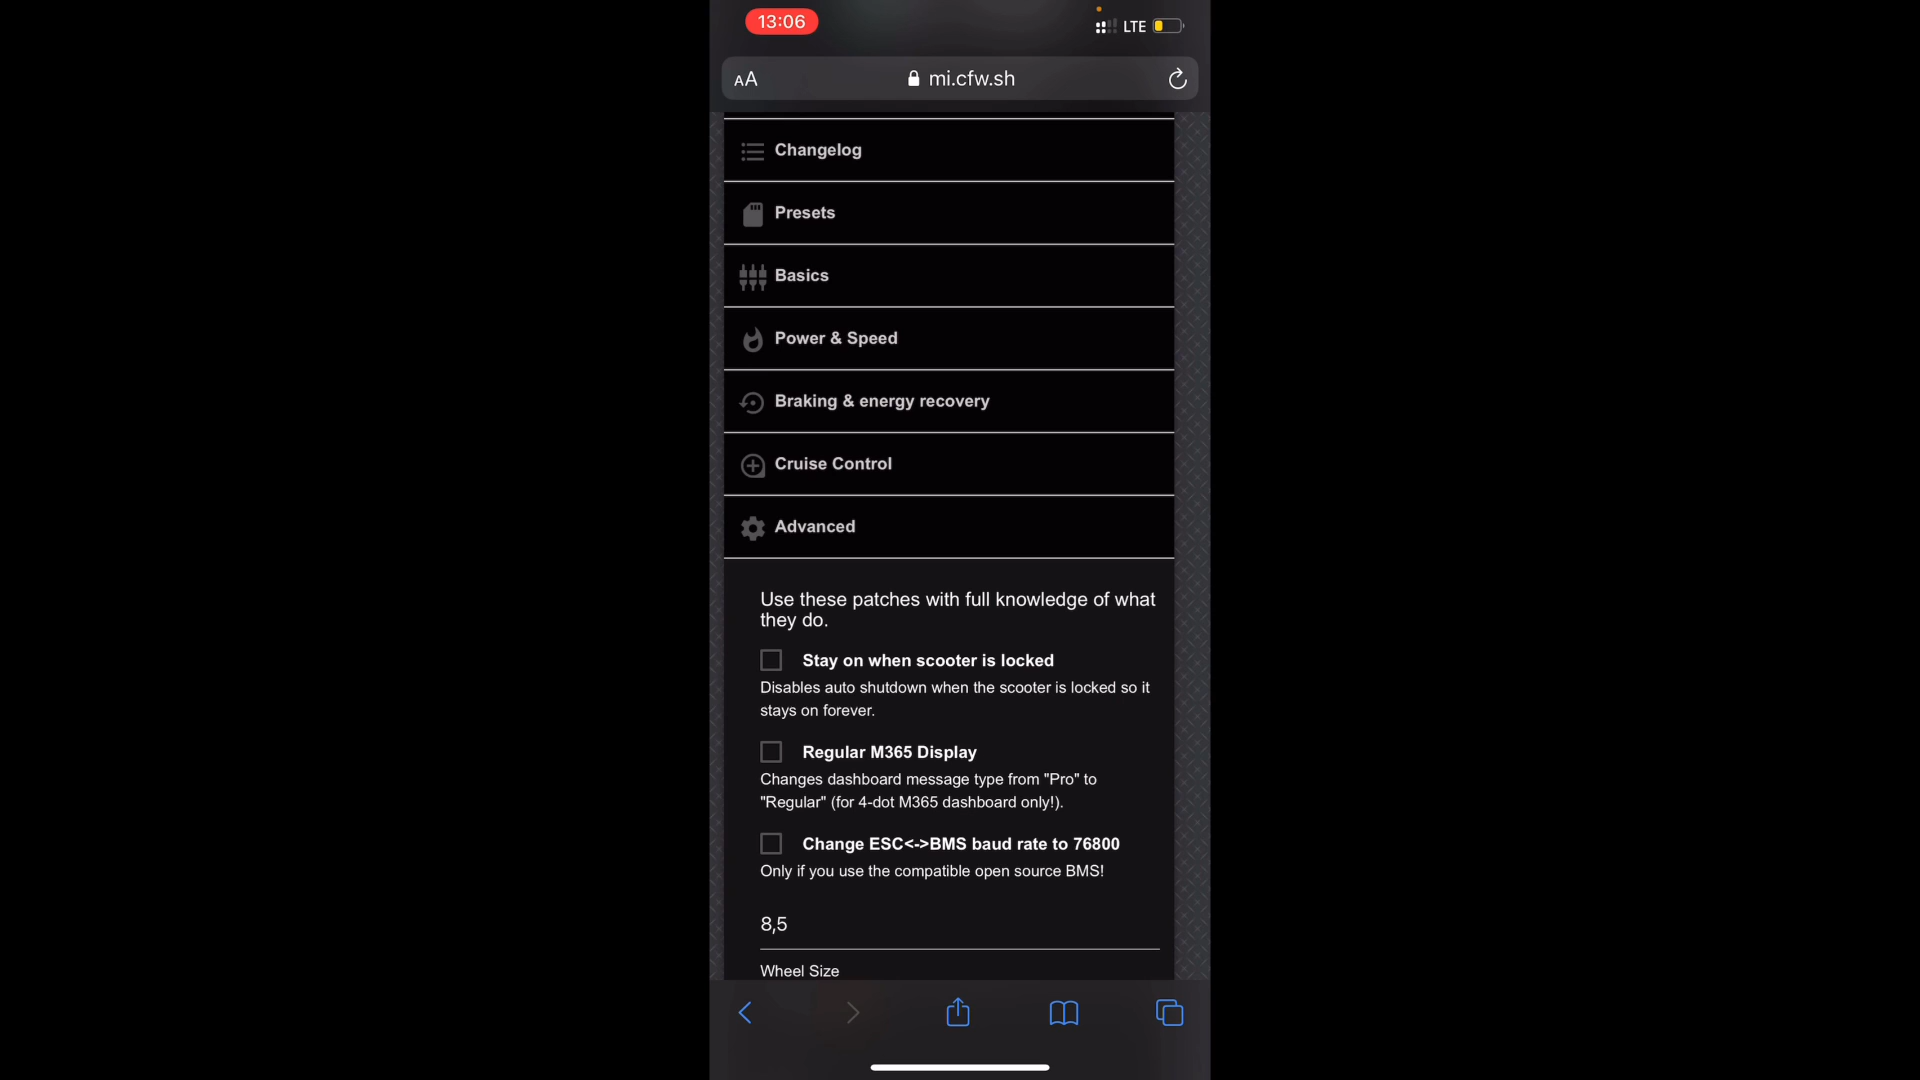 13:06
LTE
AA
mi.cfw.sh
Changelog
Presets
Basics
Power & Speed
Braking & energy recovery
Cruise Control
Advanced
Use these patches with full knowledge of what
they do.
Stay on when scooter is locked
Disables auto shutdown when the scooter is locked so it
stays on forever.
Regular M365 Display
Changes dashboard message type from "Pro" to
"Regular" (for 4-dot M365 dashboard only!).
Change ESC<->BMS baud rate to 76800
Only if you use the compatible open source BMS!
8,5
Wheel Size